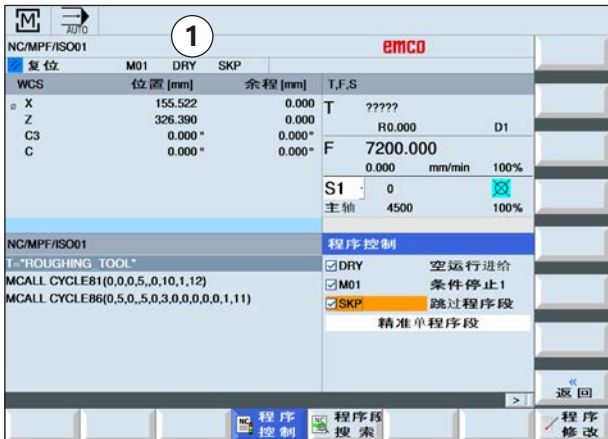 M
AUTO
1
NC/MPF/ISO01
emco
复位 M01 DRY SKP
WCS 位置 [mm] 余程 [mm] T,F,S
X 155.522 0.000
Z 326.390 0.000
C3 0.000 ° 0.000°
C 0.000 ° 0.000°
T ?????
R0.000 D1
F 7200.000
0.000 mm/min 100%
S1 0
主轴 4500 100%
NC/MPF/ISO01
T="ROUGHING_TOOL"
MCALL CYCLE81(0,0,0,5,,0,10,1,12)
MCALL CYCLE86(0,5,0,,5,0,3,0,0,0,0,1,11)
程序控制
DRY 空运行进给
M01 条件停止1
SKP 跳过程序段
精准单程序段
>
«
返回
NC 程序控制
NC 程序段搜索
程序修改